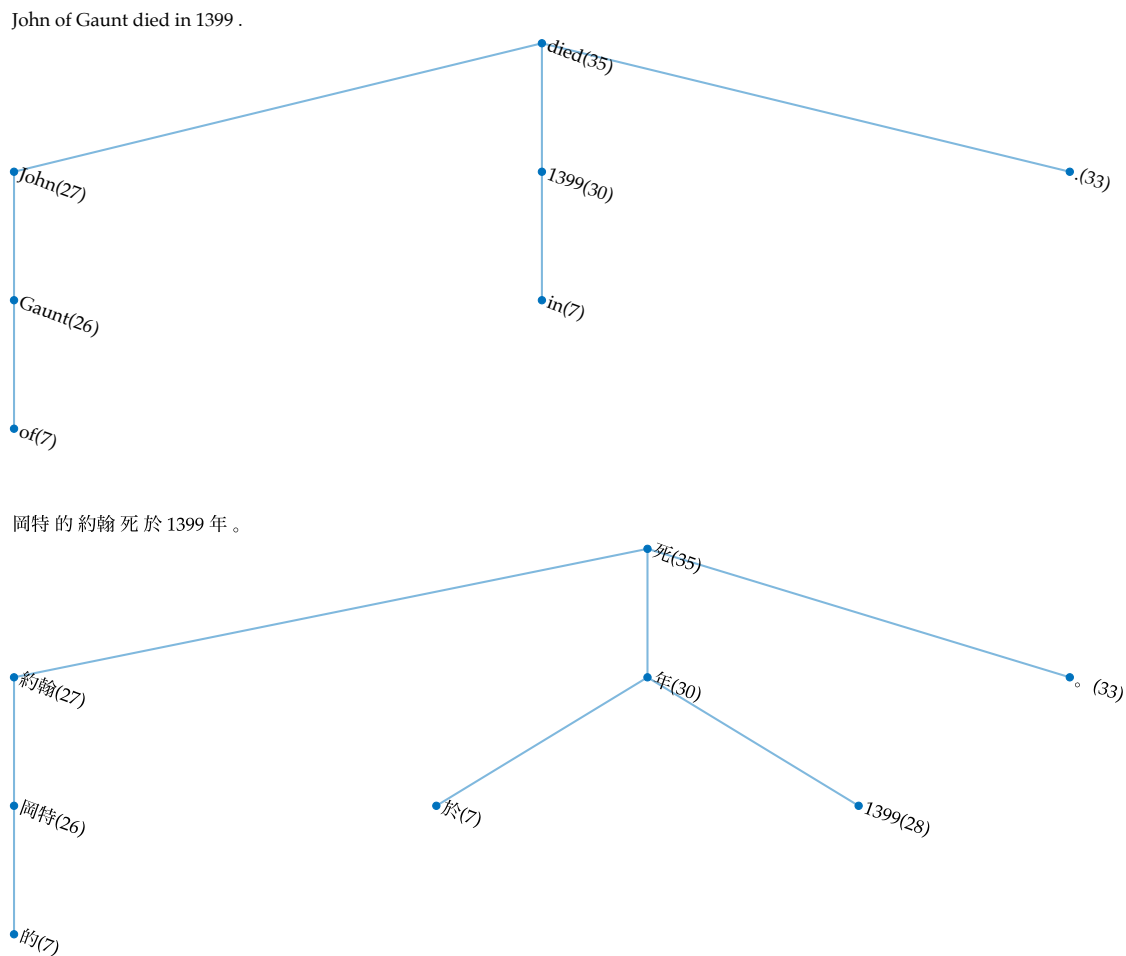 John of Gaunt died in 1399 .
died(35)
John(27)
1399(30)
.(33)
Gaunt(26)
in(7)
of(7)
岡特 的 約翰 死 於 1399 年 。
死(35)
約翰(27)
年(30)
。(33)
岡特(26)
於(7)
1399(28)
的(7)